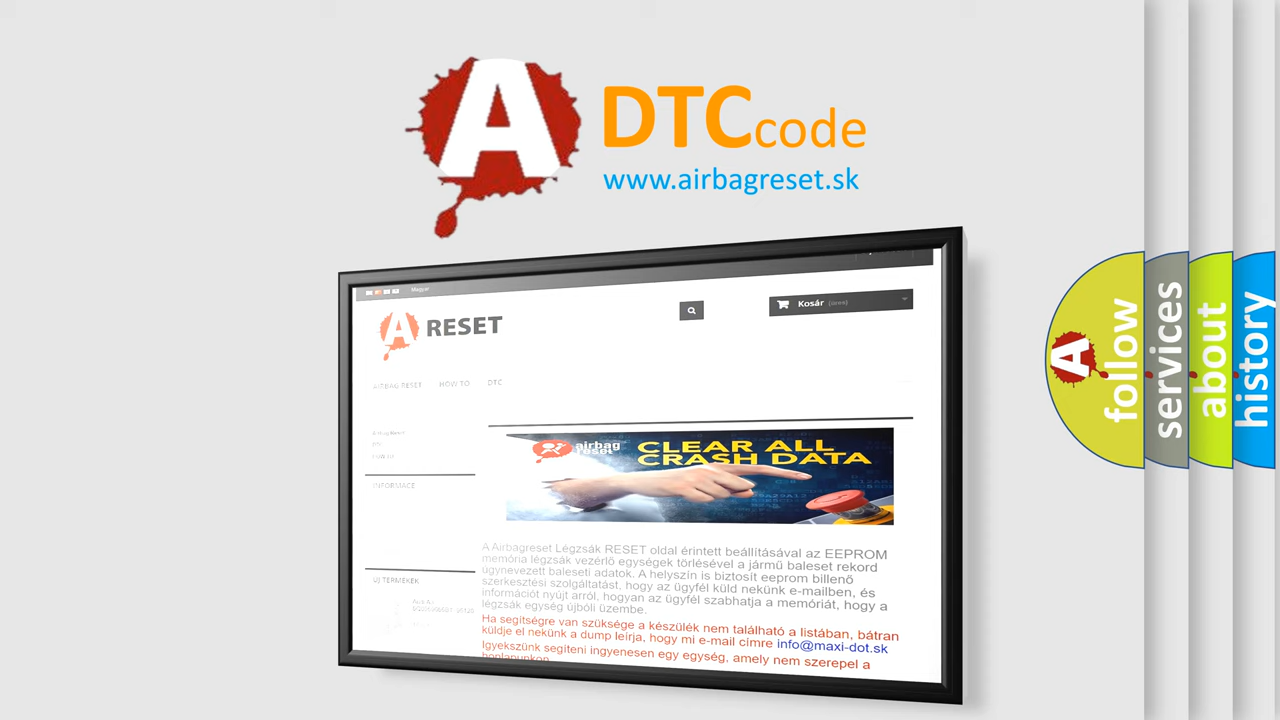 A DTCcode
www.airbagreset.sk
Magyar
A RESET
Kosár (üres)
AIRBAG RESET HOW TO DTC
INFORMACE
airbag
reset
CLEAR ALL
CRASH DATA
A Airbagreset Légzsák RESET oldal érintett beállításával az EEPROM
memória légzsák vezérlő egységek törlésével a jármű baleset rekord
úgynevezett baleseti adatok. A helyszín is biztosít eeprom billenő
szerkesztési szolgáltatást, hogy az ügyfél küld nekünk e-mailben, és
információt nyújt arról, hogyan az ügyfél szabhatja a memóriát, hogy a
légzsák egység újbóli üzembe.
Ha segítségre van szüksége a készülék nem található a listában, bátran
küldje el nekünk a dump leírja, hogy mi e-mail címre info@maxi-dot.sk
Igyekszünk segíteni ingyenesen egy egység, amely nem szerepel a
honlapunkon
ÚJ TERMÉKEK
A follow
services
about
history